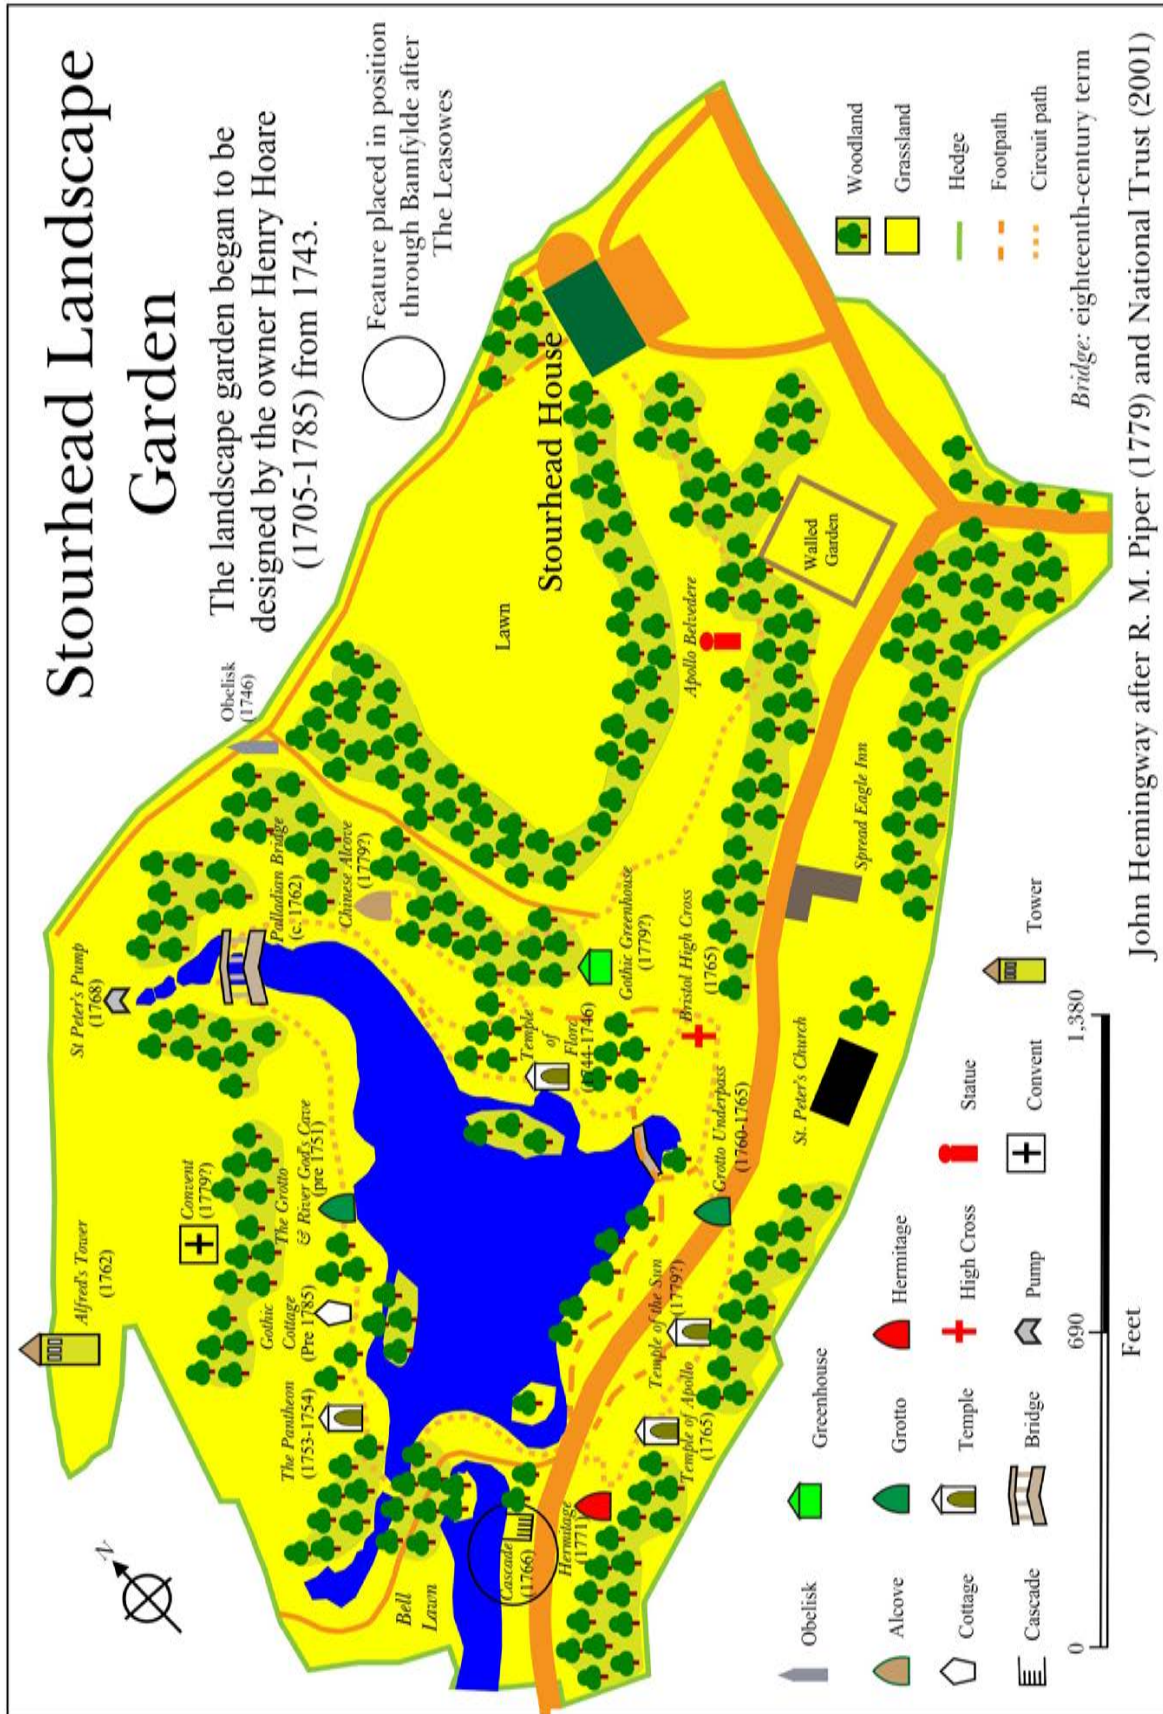 Stourhead Landscape
Garden
The landscape garden began to be
designed by the owner Henry Hoare
(1705-1785) from 1743.
Feature placed in position
through Bamfylde after
The Leasowes
Alfred's Tower
(1762)
St Peter's Pump
(1768)
Obelisk
(1746)
Convent
(1779?)
Palladian Bridge
(c. 1762)
Chinese Alcove
(1779?)
The Grotto
& River God's Cave
(pre 1751)
Gothic
Cottage
(Pre 1785)
The Pantheon
(1753-1754)
Lawn
Stourhead House
Bell
Lawn
Cascade
(1766)
Hermitage
(1771)
Temple
of
Flora
(1744-1746)
Gothic Greenhouse
(1779?)
Bristol High Cross
(1765)
Apollo Belvedere
Walled
Garden
Temple of the Sun
(1779?)
Temple of Apollo
(1765)
Grotto Underpass
(1760-1765)
St. Peter's Church
Spread Eagle Inn
Woodland
Grassland
Hedge
Footpath
Circuit path
Bridge: eighteenth-century term
Obelisk
Greenhouse
Alcove
Grotto
Hermitage
Cottage
Temple
High Cross
Statue
Cascade
Bridge
Pump
Convent
Tower
N
0
690
1,380
Feet
John Hemingway after R. M. Piper (1779) and National Trust (2001)